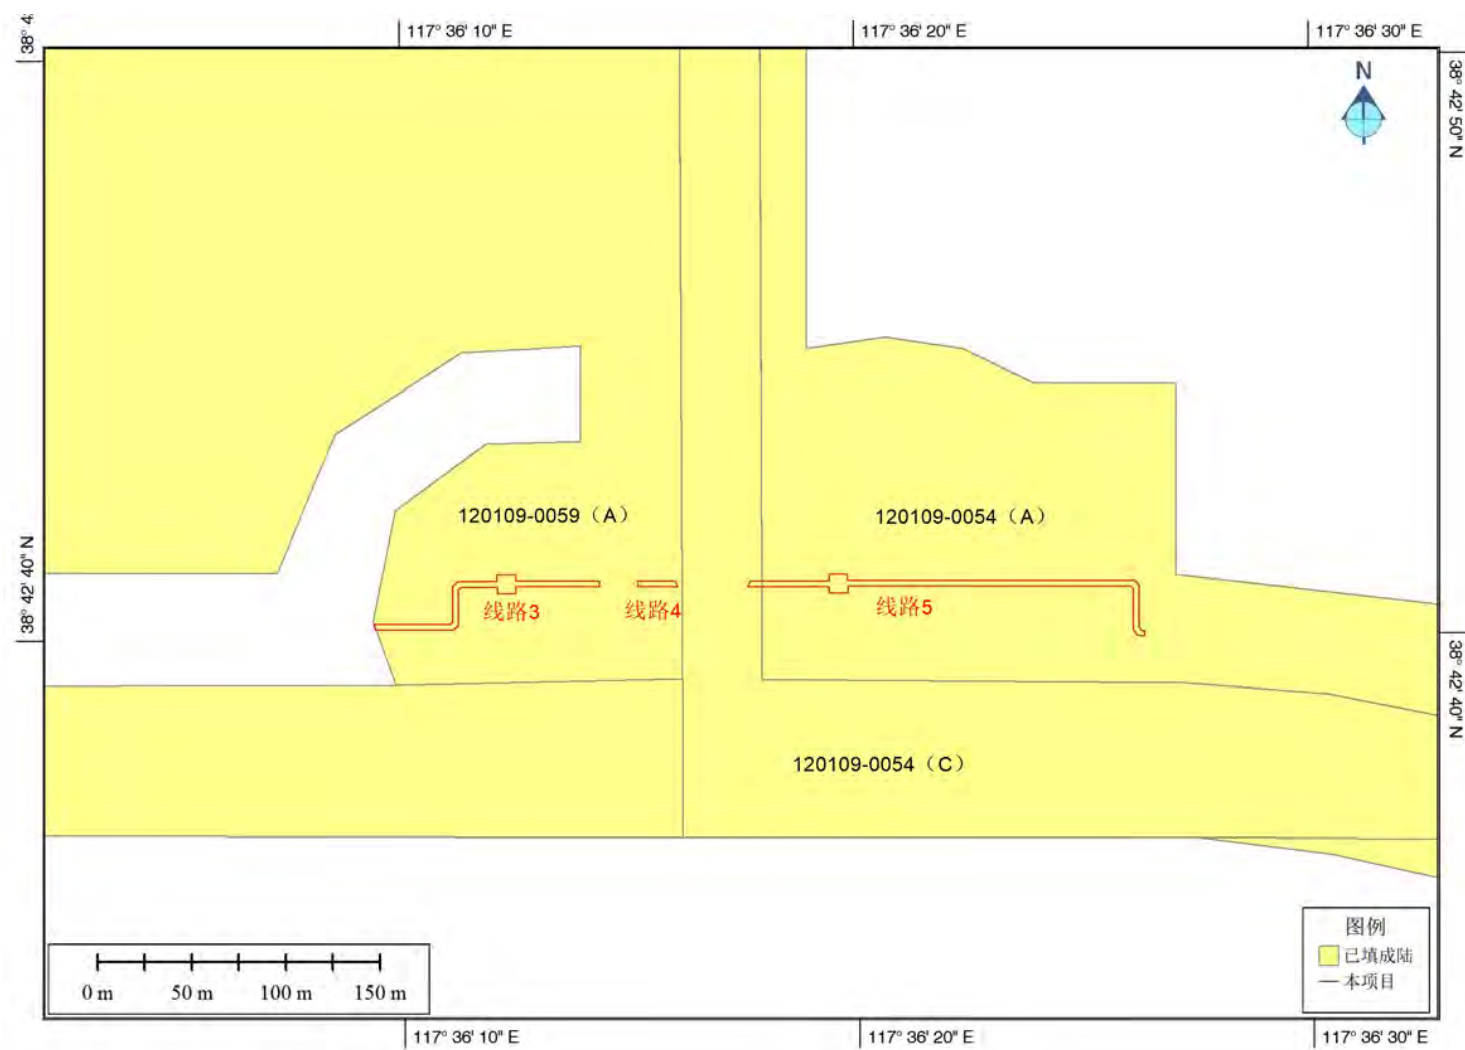 117° 36' 10" E
117° 36' 20" E
117° 36' 30" E
38° 4
N
38° 42' 50" N
120109-0059（A）
120109-0054（A）
38° 42' 40" N
线路3
线路4
线路5
38° 42' 40" N
120109-0054（C）
图例
已填成陆
本项目
0 m
50 m
100 m
150 m
117° 36' 10" E
117° 36' 20" E
117° 36' 30" E